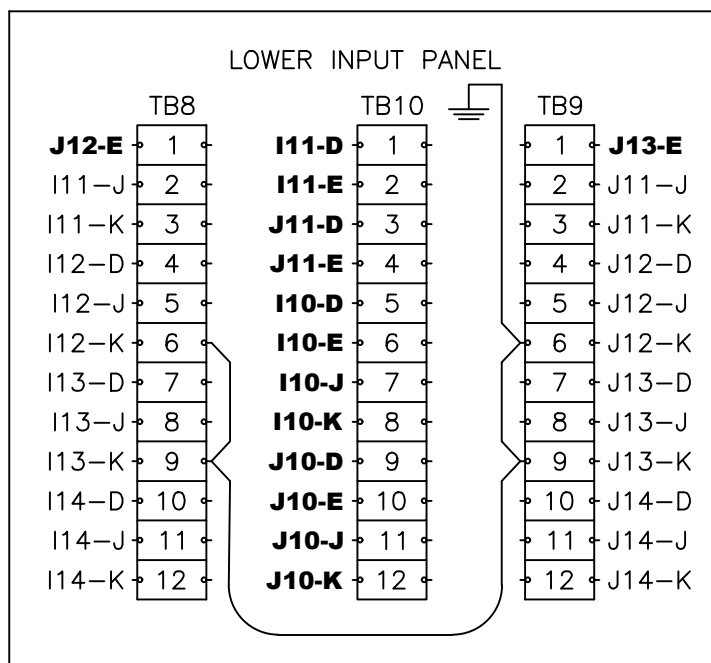 LOWER INPUT PANEL
TB8 TB10 TB9
J12-E 1 I11-D 1 1 J13-E
I11-J 2 I11-E 2 2 J11-J
I11-K 3 J11-D 3 3 J11-K
I12-D 4 J11-E 4 4 J12-D
I12-J 5 I10-D 5 5 J12-J
I12-K 6 I10-E 6 6 J12-K
I13-D 7 I10-J 7 7 J13-D
I13-J 8 I10-K 8 8 J13-J
I13-K 9 J10-D 9 9 J13-K
I14-D 10 J10-E 10 10 J14-D
I14-J 11 J10-J 11 11 J14-J
I14-K 12 J10-K 12 12 J14-K